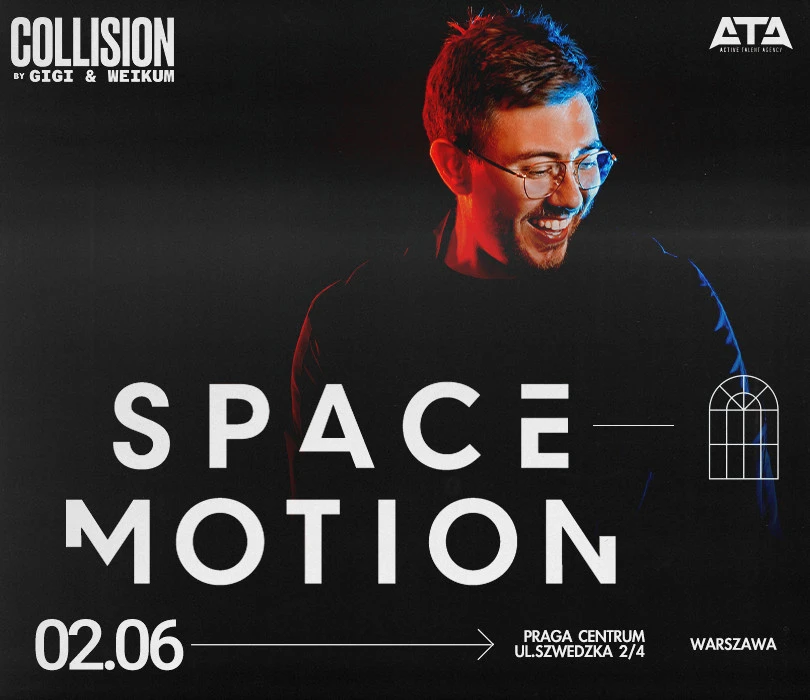 COLLISION
BY GIGI & WEIKUM
ATA
ACTIVE TALENT AGENCY
SPACE
MOTION
02.06
PRAGA CENTRUM
UL.SZWEDZKA 2/4
WARSZAWA